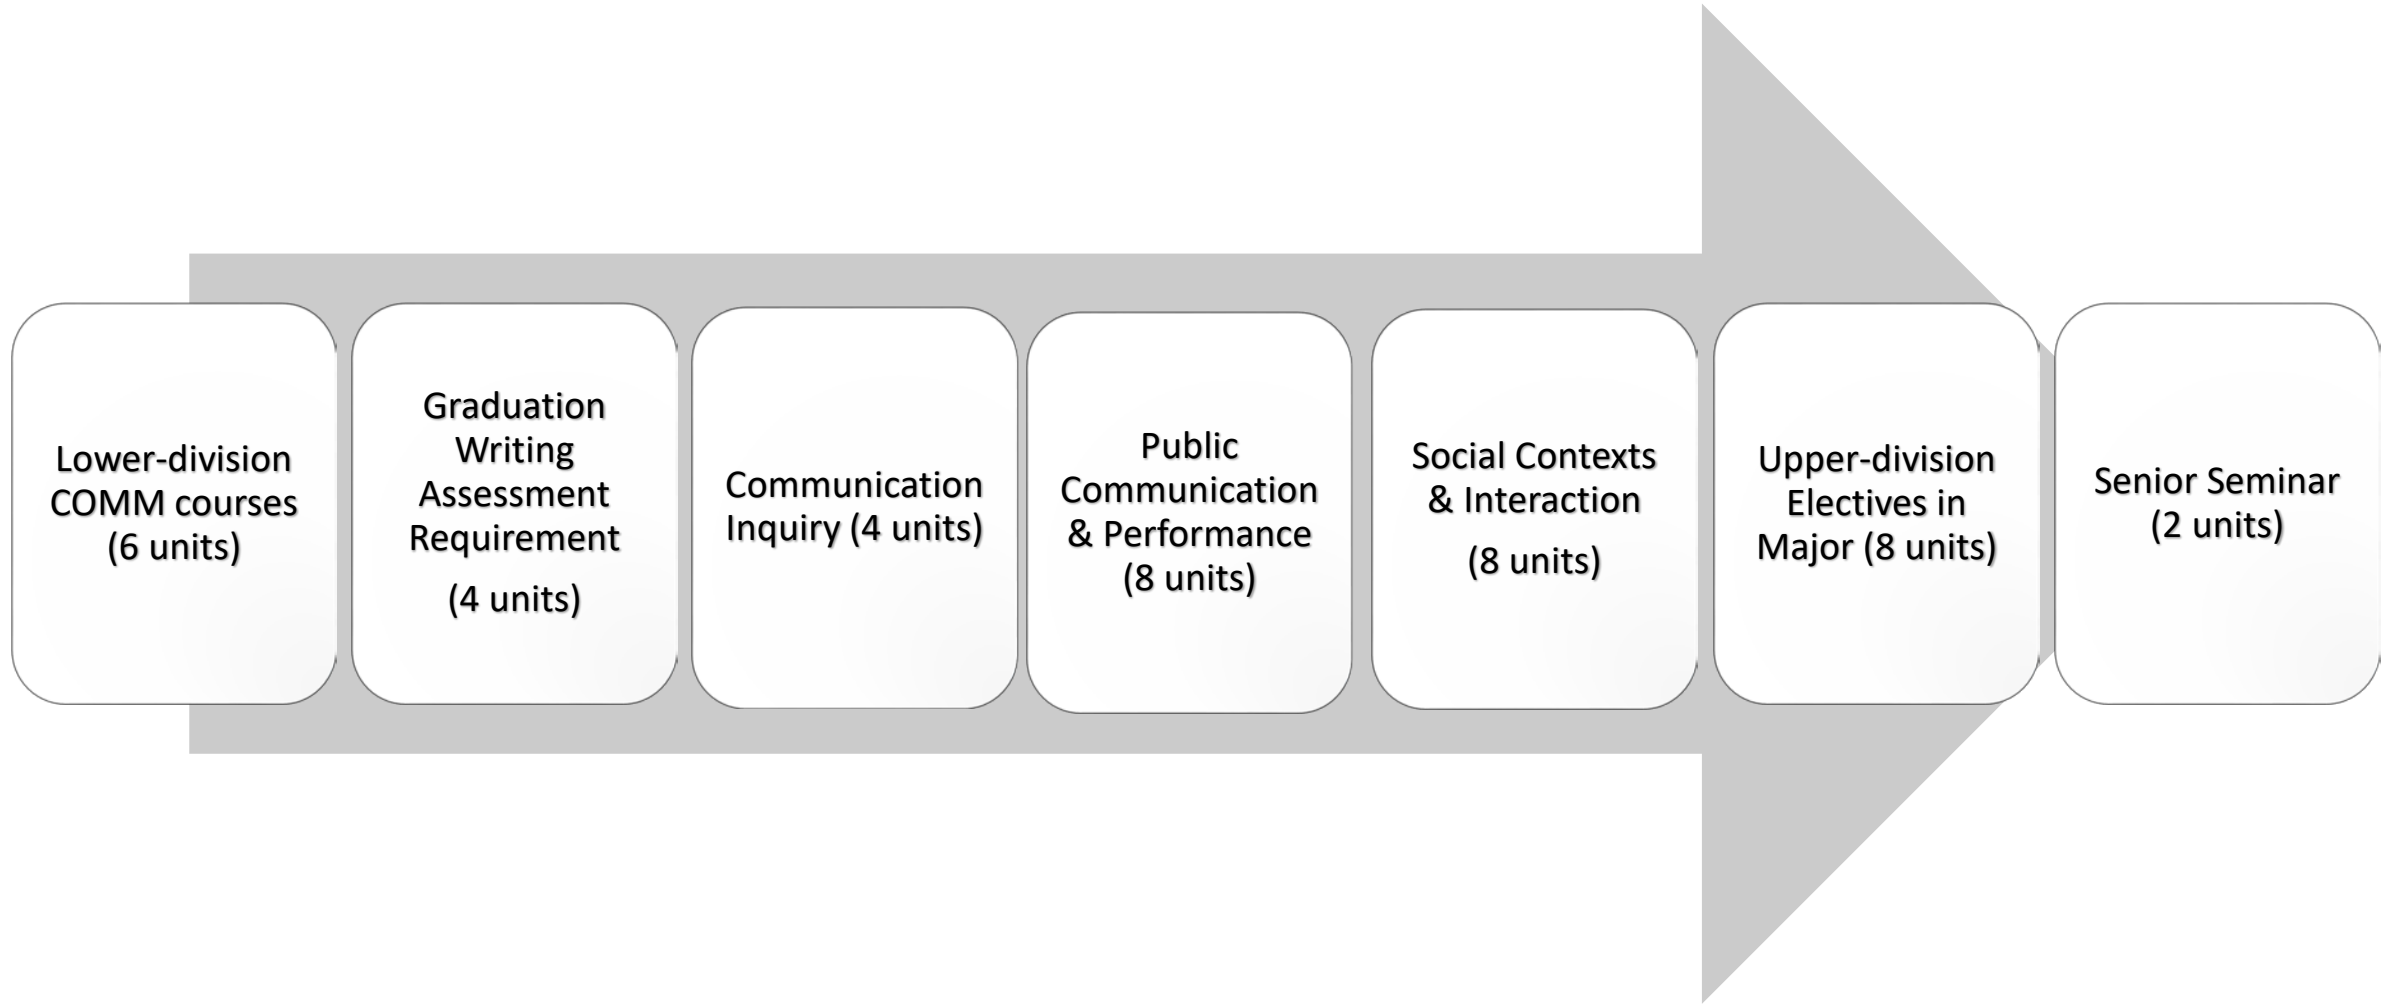 Lower-division
COMM courses
(6 units)
Graduation
Writing
Assessment
Requirement
(4 units)
Communication
Inquiry (4 units)
Public
Communication
& Performance
(8 units)
Social Contexts
& Interaction
(8 units)
Upper-division
Electives in
Major (8 units)
Senior Seminar
(2 units)